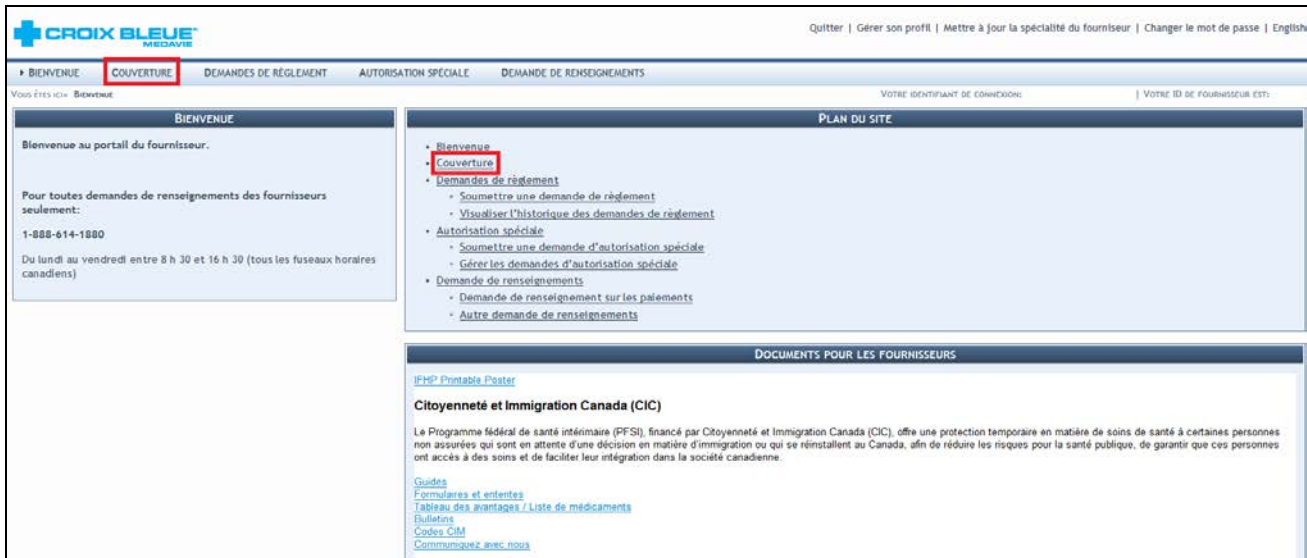 CROIX BLEUE
MEDAVIE
Quitter | Gérer son profil | Mettre à jour la spécialité du fourniseur | Changer le mot de passe | English
BIENVENUE COUVERTURE DEMANDES DE RÈGLEMENT AUTORISATION SPÉCIALE DEMANDE DE RENSEIGNEMENTS
VOUS ÊTES ICI» BIENVENUE VOTRE IDENTIFIANT DE CONNEXION: | VOTRE ID DE FOURNISSEUR EST:
BIENVENUE
Bienvenue au portail du fournisseur.
Pour toutes demandes de renseignements des fournisseurs
seulement:
1-888-614-1880
Du lundi au vendredi entre 8 h 30 et 16 h 30 (tous les fuseaux horaires
canadiens)
PLAN DU SITE
Bienvenue
Couverture
Demandes de règlement
Soumettre une demande de règlement
Visualiser l'historique des demandes de règlement
Autorisation spéciale
Soumettre une demande d'autorisation spéciale
Gérer les demandes d'autorisation spéciale
Demande de renseignements
Demande de renseignement sur les paiements
Autre demande de renseignements
DOCUMENTS POUR LES FOURNISSEURS
IFHP Printable Poster
Citoyenneté et Immigration Canada (CIC)
Le Programme fédéral de santé intérimaire (PFSI), financé par Citoyenneté et Immigration Canada (CIC), offre une protection temporaire en matière de soins de santé à certaines personnes
non assurées qui sont en attente d'une décision en matière d'immigration ou qui se réinstallent au Canada, afin de réduire les risques pour la santé publique, de garantir que ces personnes
ont accès à des soins et de faciliter leur intégration dans la société canadienne.
Guides
Formulaires et ententes
Tableau des avantages / Liste de médicaments
Bulletins
Codes CIM
Communiquez avec nous